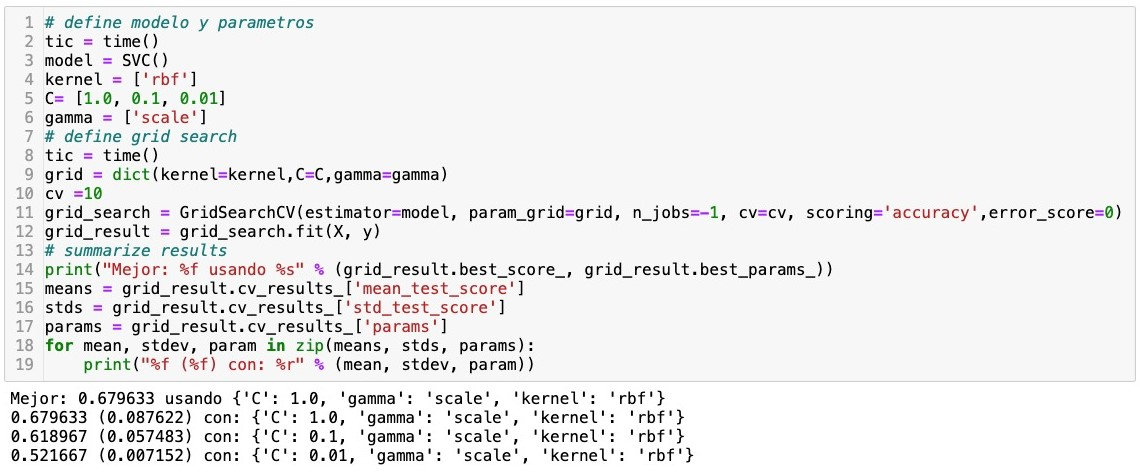 1 # define modelo y parametros
2 tic = time()
3 model = SVC()
4 kernel = ['rbf']
5 C= [1.0, 0.1, 0.01]
6 gamma = ['scale']
7 # define grid search
8 tic = time()
9 grid = dict(kernel=kernel,C=C,gamma=gamma)
10 cv =10
11 grid_search = GridSearchCV(estimator=model, param_grid=grid, n_jobs=-1, cv=cv, scoring='accuracy',error_score=0)
12 grid_result = grid_search.fit(X, y)
13 # summarize results
14 print("Mejor: %f usando %s" % (grid_result.best_score_, grid_result.best_params_))
15 means = grid_result.cv_results_['mean_test_score']
16 stds = grid_result.cv_results_['std_test_score']
17 params = grid_result.cv_results_['params']
18 for mean, stdev, param in zip(means, stds, params):
19     print("%f (%f) con: %r" % (mean, stdev, param))
Mejor: 0.679633 usando {'C': 1.0, 'gamma': 'scale', 'kernel': 'rbf'}
0.679633 (0.087622) con: {'C': 1.0, 'gamma': 'scale', 'kernel': 'rbf'}
0.618967 (0.057483) con: {'C': 0.1, 'gamma': 'scale', 'kernel': 'rbf'}
0.521667 (0.007152) con: {'C': 0.01, 'gamma': 'scale', 'kernel': 'rbf'}